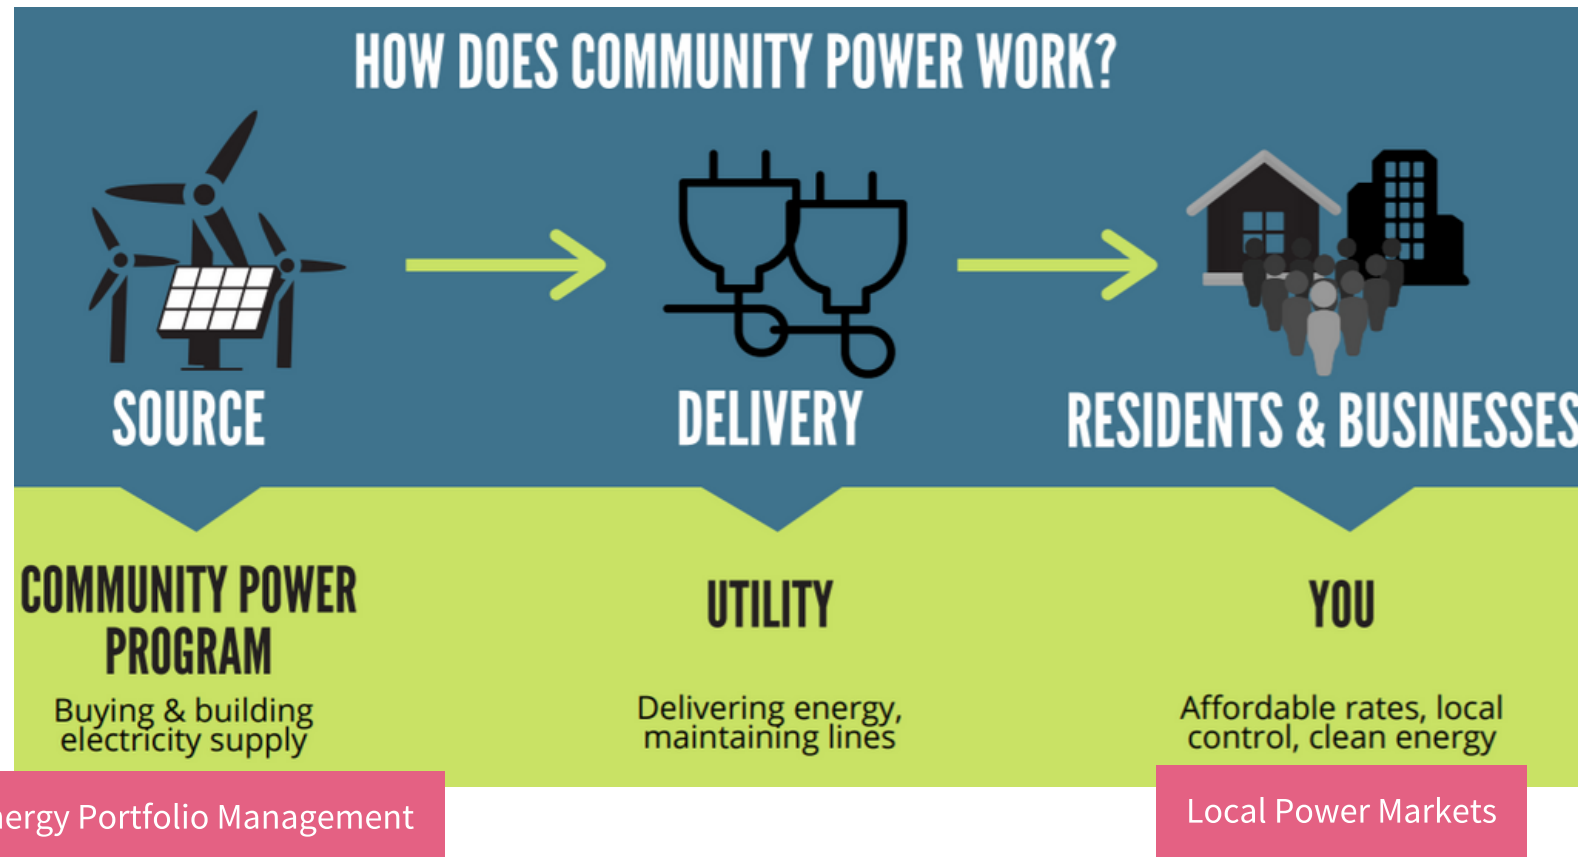 HOW DOES COMMUNITY POWER WORK?
SOURCE
DELIVERY
RESIDENTS & BUSINESSES
COMMUNITY POWER
PROGRAM
Buying & building
electricity supply
UTILITY
Delivering energy,
maintaining lines
YOU
Affordable rates, local
control, clean energy
Portfolio Management
Local Power Markets